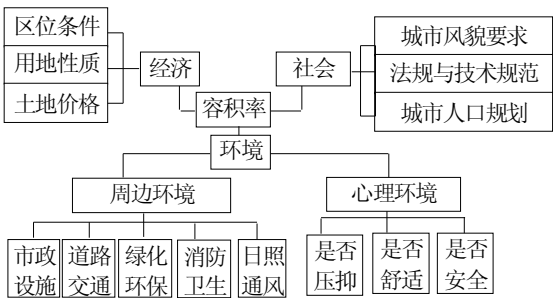 区位条件
用地性质
土地价格
经济
社会
城市风貌要求
法规与技术规范
城市人口规划
容积率
环境
周边环境
心理环境
市政
设施
道路
交通
绿化
环保
消防
卫生
日照
通风
是否
压抑
是否
舒适
是否
安全